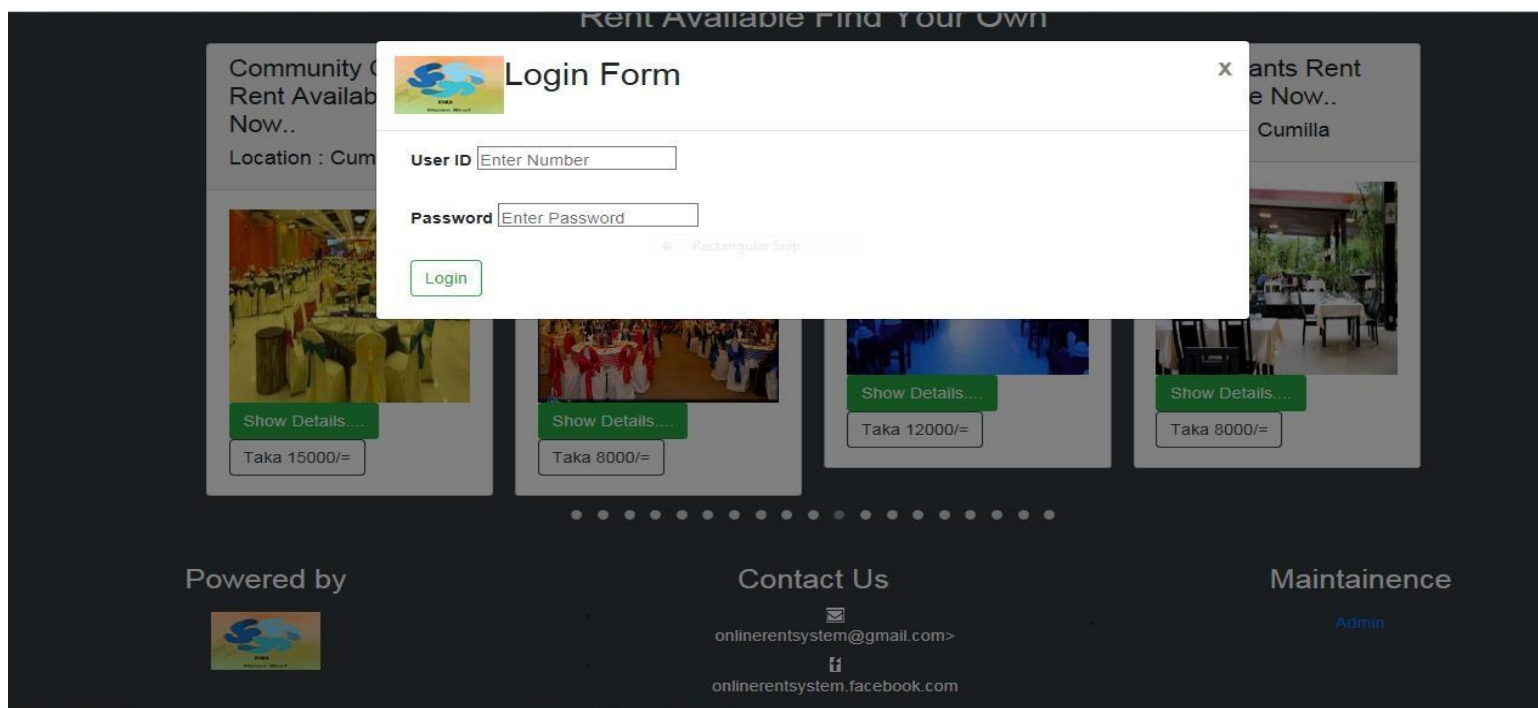 Rent Available Find Your Own
Community
Rent Availab
Now..
Location : Cum
Login Form
x
User ID Enter Number
Password Enter Password
Rectangular Snip
Login
ants Rent
e Now..
Cumilla
Show Details....
Taka 15000/=
Show Details....
Taka 8000/=
Show Details....
Taka 12000/=
Show Details....
Taka 8000/=
Powered by
House Rent
Contact Us
onlinerentsystem@gmail.com>
onlinerentsystem.facebook.com
Maintainence
Admin